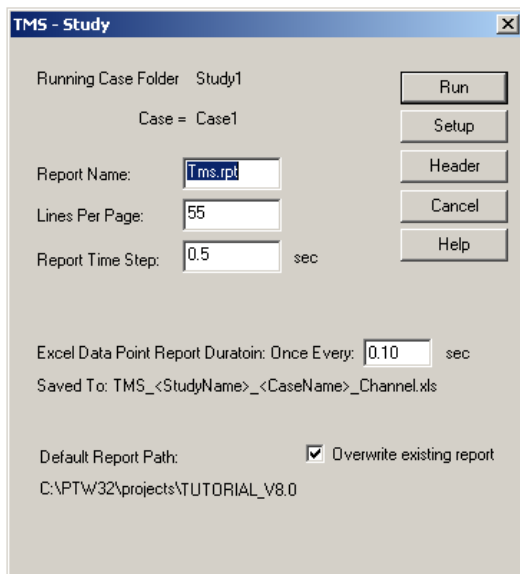 TMS - Study
Running Case Folder Study1
Case = Case1
Run
Setup
Header
Cancel
Help
Report Name: Tms.rpt
Lines Per Page: 55
Report Time Step: 0.5 sec
Excel Data Point Report Duratoin: Once Every: 0.10 sec
Saved To: TMS_<StudyName>_<CaseName>_Channel.xls
Default Report Path:
Overwrite existing report
C:\PTW32\projects\TUTORIAL_V8.0